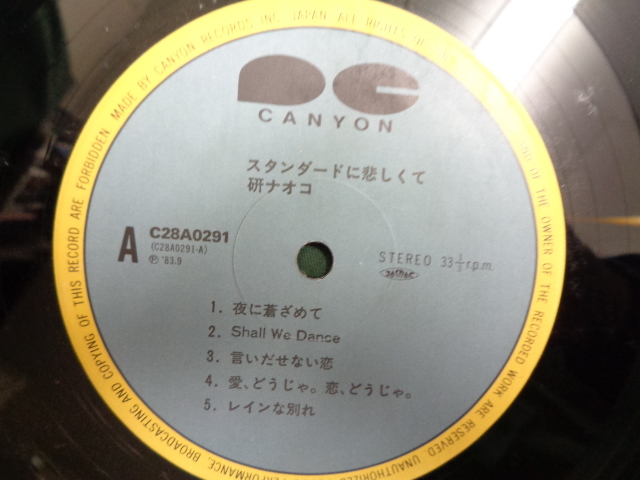 MADE BY CANYON RECORDS INC. JAPAN ALL RIGHTS OF
OF THE OWNER OF THE RECORDED WORK ARE RESERVED. UNAUTHORIZED
PERFORMANCE, BROADCASTING AND COPYING OF THIS RECORD ARE FORBIDDEN
CANYON
スタンダードに悲しくて
研ナオコ
A
C28A0291
(C28A0291-A)
Ⓟ '83.9
STEREO 33 1/3 r.p.m.
1. 夜に蒼ざめて
2. Shall We Dance
3. 言いだせない恋
4. 愛、どうじゃ。恋、どうじゃ。
5. レインな別れ